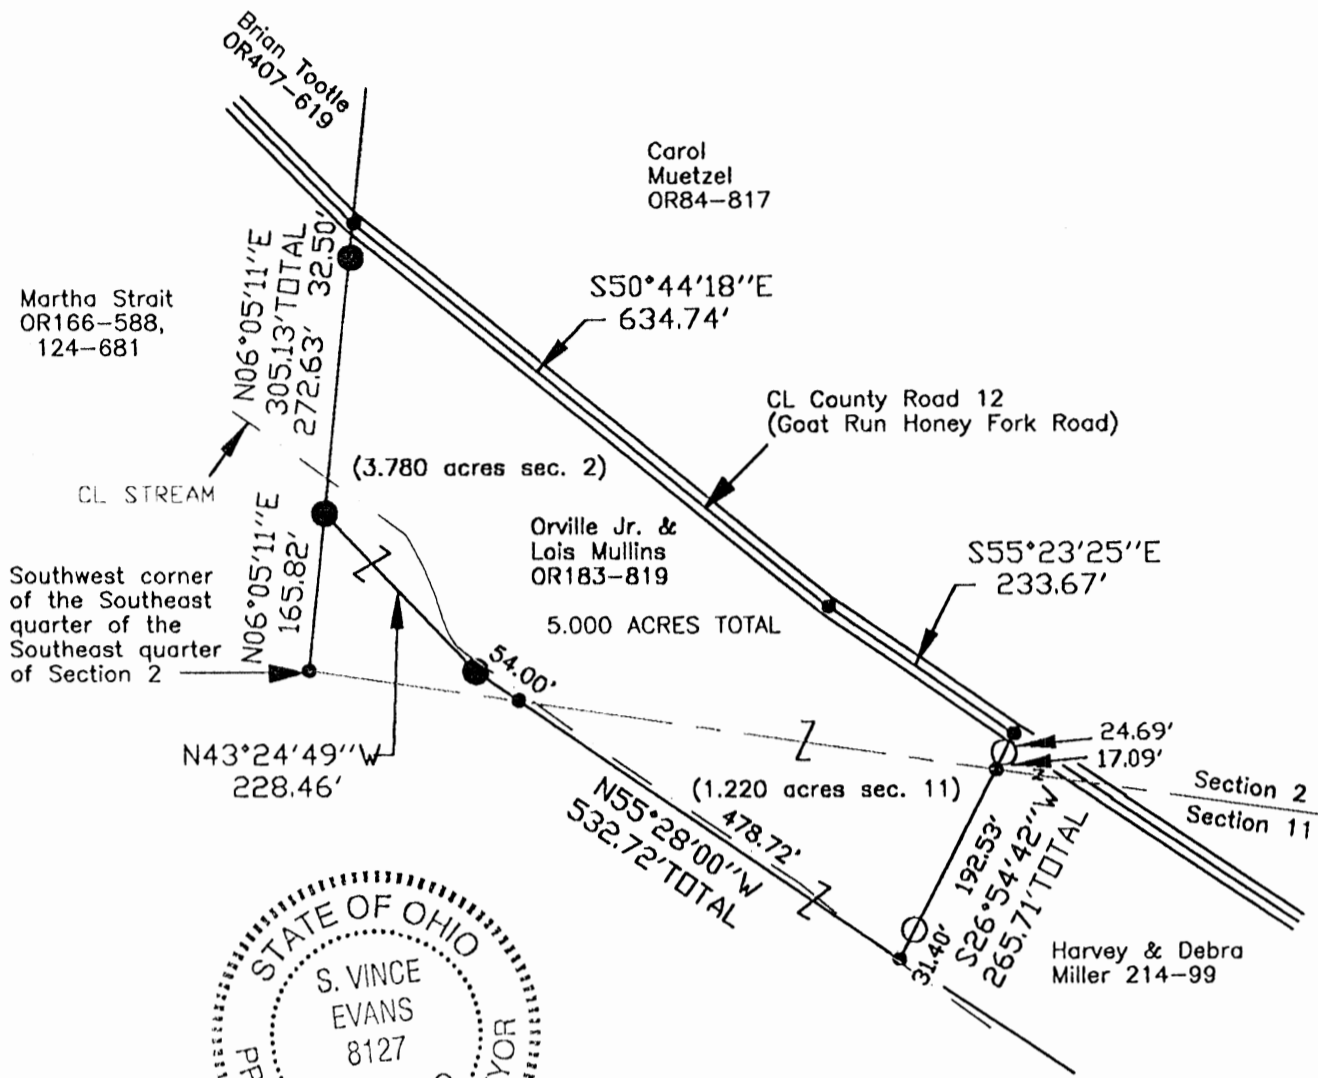 Brian Tootle
OR407-619
Carol
Muetzel
OR84-817
Martha Strait
OR166-588,
124-681
N06°05'11''E
305.13'TOTAL
272.63' 32.50'
S50°44'18''E
634.74'
CL County Road 12
(Goat Run Honey Fork Road)
CL STREAM
(3.780 acres sec. 2)
Orville Jr. &
Lois Mullins
OR183-819
5.000 ACRES TOTAL
S55°23'25''E
233.67'
Southwest corner
of the Southeast
quarter of the
Southeast quarter
of Section 2
N06°05'11''E
165.82'
54.00'
N43°24'49''W
228.46'
24.69'
17.09'
Section 2
Section 11
(1.220 acres sec. 11)
478.72'
N55°28'00''W
532.72'TOTAL
192.53'
31.40'
S26°54'42''W
265.71'TOTAL
Harvey & Debra
Miller 214-99
STATE OF OHIO
S. VINCE
EVANS
8127